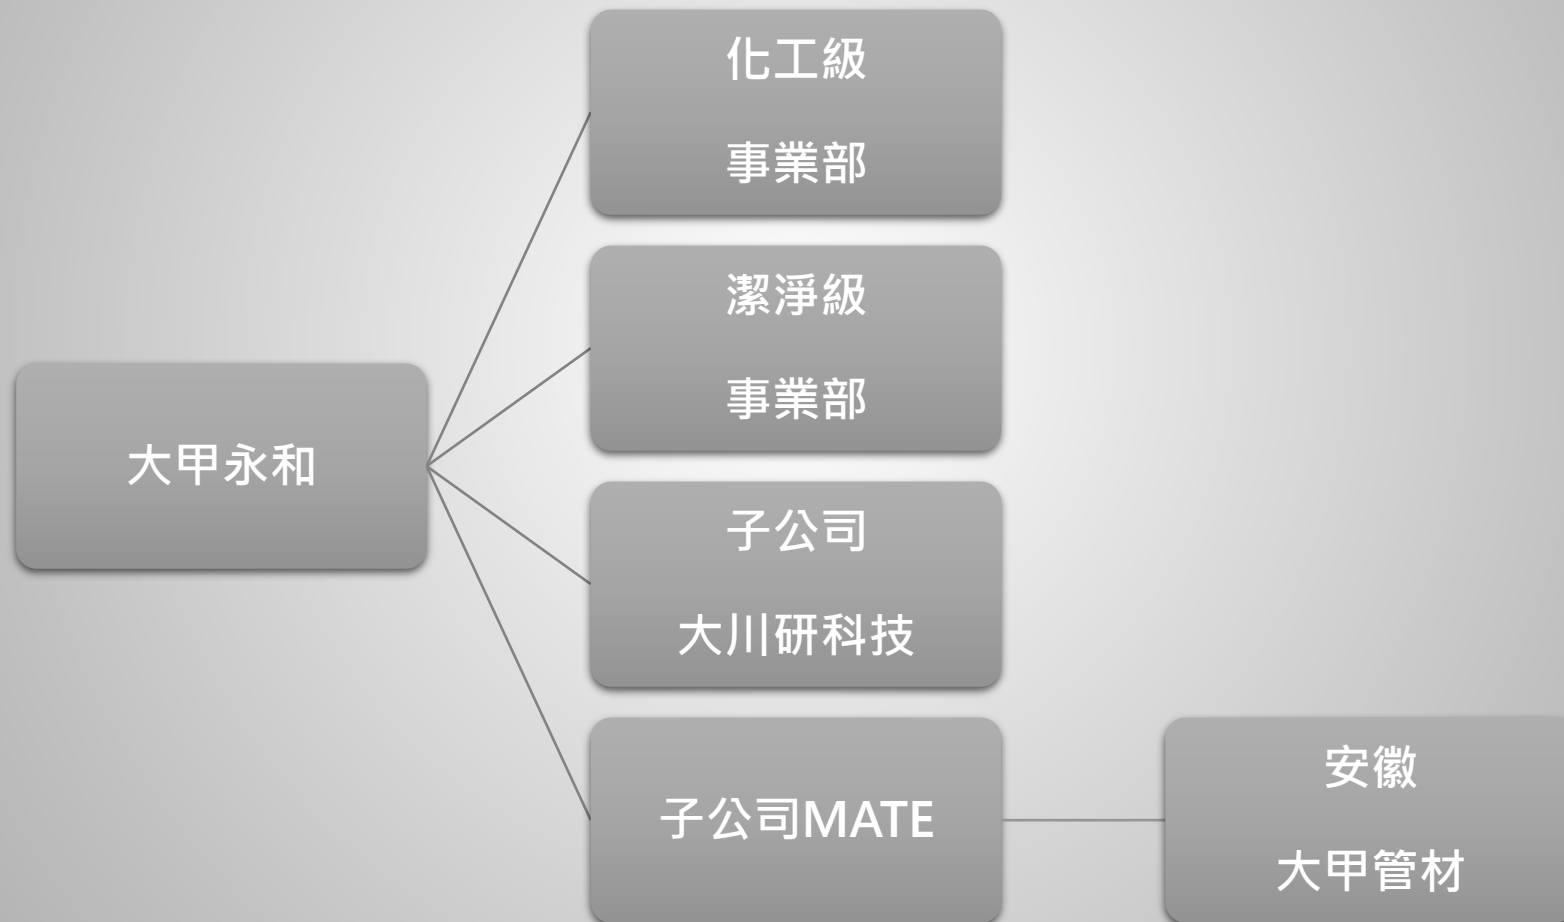 化工級
事業部
潔淨級
事業部
大甲永和
子公司
大川研科技
子公司MATE
安徽
大甲管材